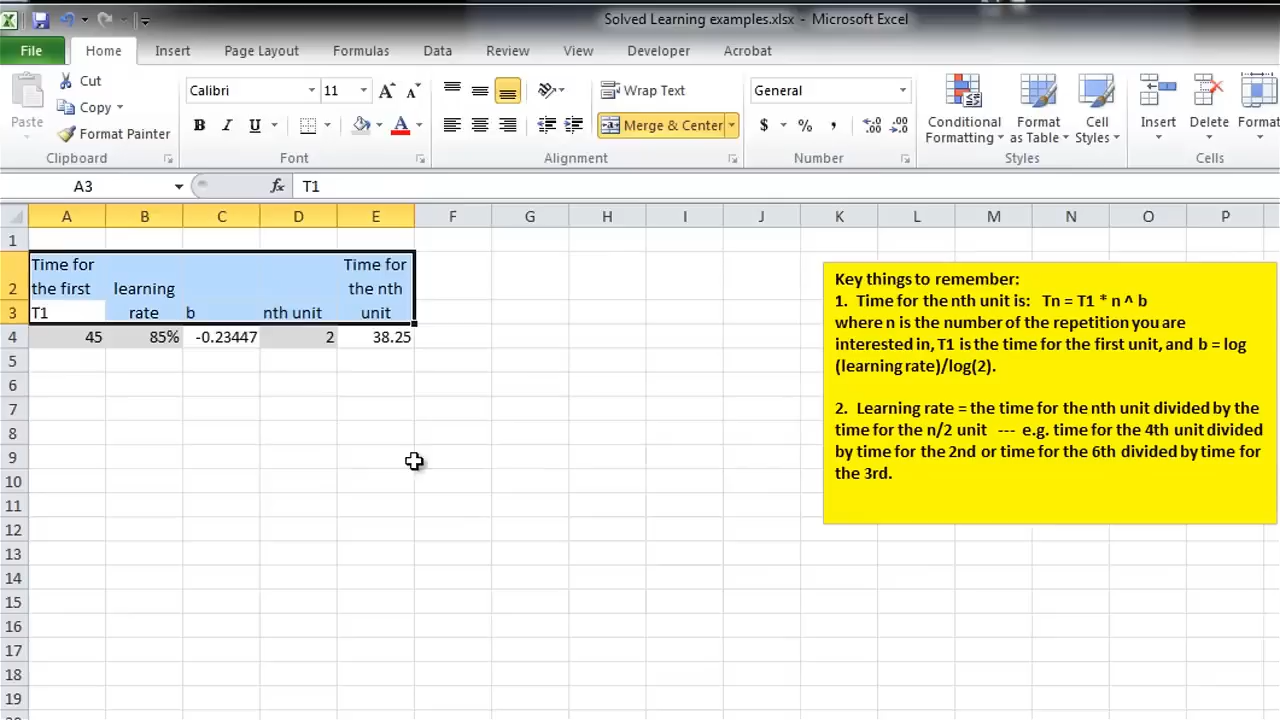 Solved Learning examples.xlsx - Microsoft Excel
File Home Insert Page Layout Formulas Data Review View Developer Acrobat
Paste Cut Copy Format Painter
Calibri 11 A A
B I U A
Wrap Text
Merge & Center
General
$ % ,
Conditional Formatting Format as Table Cell Styles
Insert Delete Format
Clipboard Font Alignment Number Styles Cells
A3 fx T1
A B C D E F G H I J K L M N O P
1
2 Time for the first learning Time for the nth
3 T1 rate b nth unit unit
4 45 85% -0.23447 2 38.25
5
6
7
8
9
10
11
12
13
14
15
16
17
18
19
Key things to remember:
1. Time for the nth unit is: Tn = T1 * n ^ b
where n is the number of the repetition you are
interested in, T1 is the time for the first unit, and b = log
(learning rate)/log(2).
2. Learning rate = the time for the nth unit divided by the
time for the n/2 unit --- e.g. time for the 4th unit divided
by time for the 2nd or time for the 6th divided by time for
the 3rd.